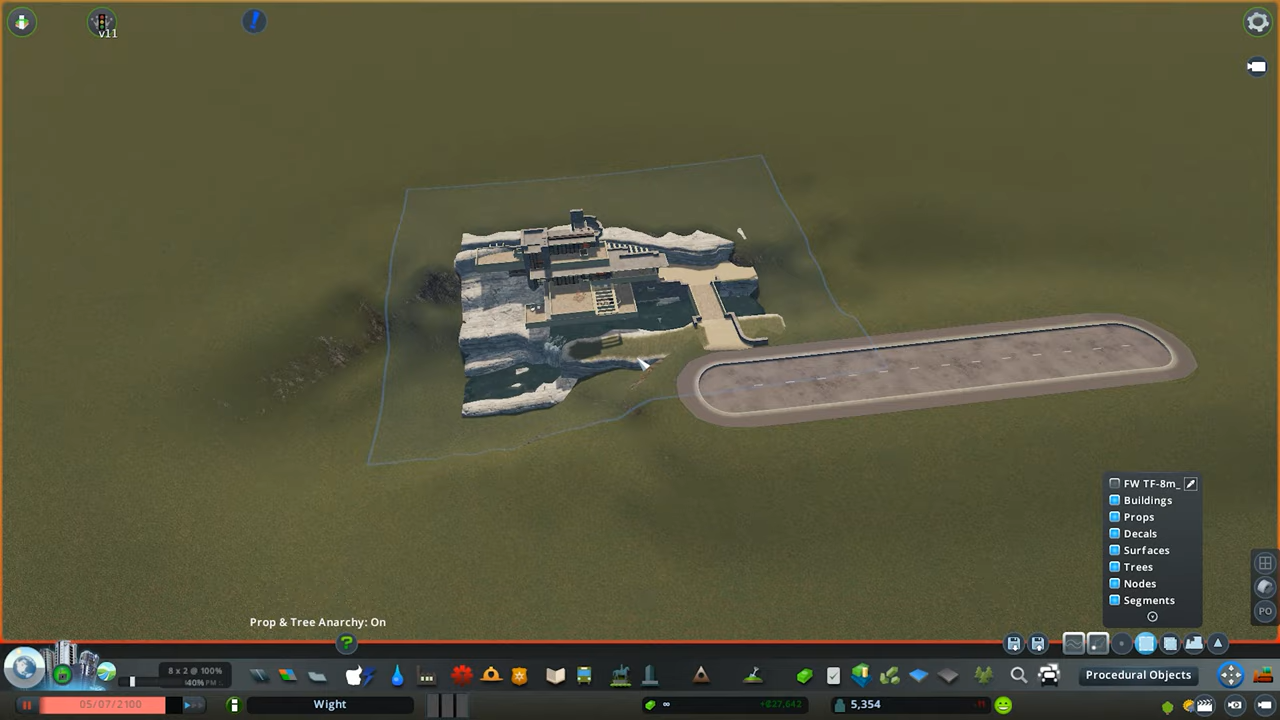 v11
FW TF-8m_
Buildings
Props
Decals
Surfaces
Trees
Nodes
Segments
PO
Prop & Tree Anarchy: On
8 x 2 @ 100%
Procedural Objects
05/07/2100
Wight
5,354
-11